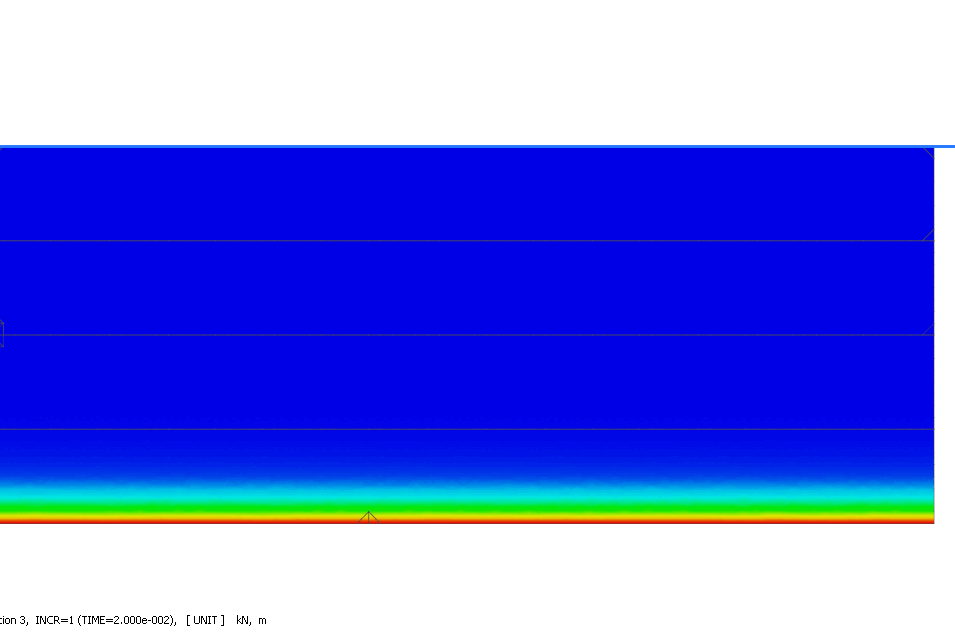 tion 3, INCR=1 (TIME=2.000e-002), [ UNIT ] kN, m